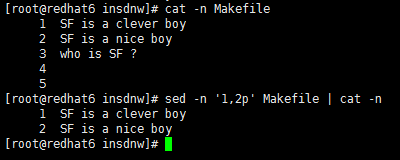 [root@redhat6 insdnw]# cat -n Makefile
1 SF is a clever boy
2 SF is a nice boy
3 who is SF ?
4
5
[root@redhat6 insdnw]# sed -n '1,2p' Makefile | cat -n
1 SF is a clever boy
2 SF is a nice boy
[root@redhat6 insdnw]#